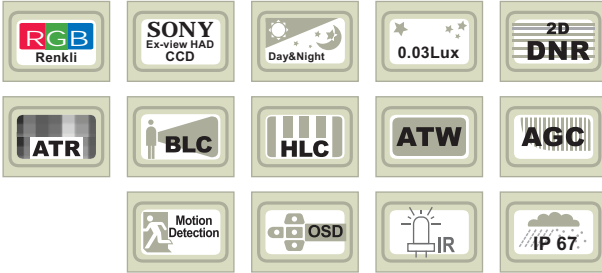 RGB
Renkli
SONY
Ex-view HAD
CCD
Day&Night
0.03Lux
2D
DNR
ATR
BLC
HLC
ATW
AGC
Motion
Detection
OSD
IR
IP 67